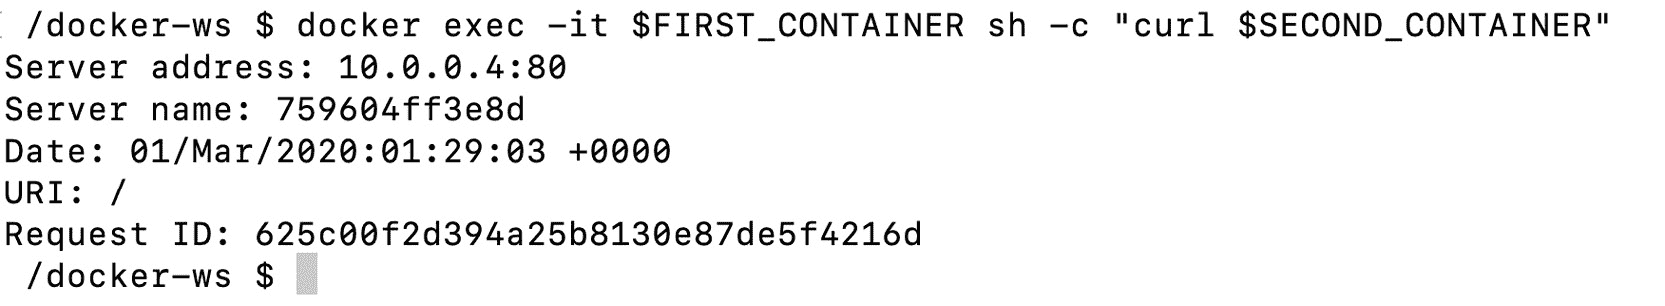 /docker-ws $ docker exec -it $FIRST_CONTAINER sh -c "curl $SECOND_CONTAINER"
Server address: 10.0.0.4:80
Server name: 759604ff3e8d
Date: 01/Mar/2020:01:29:03 +0000
URI: /
Request ID: 625c00f2d394a25b8130e87de5f4216d
/docker-ws $